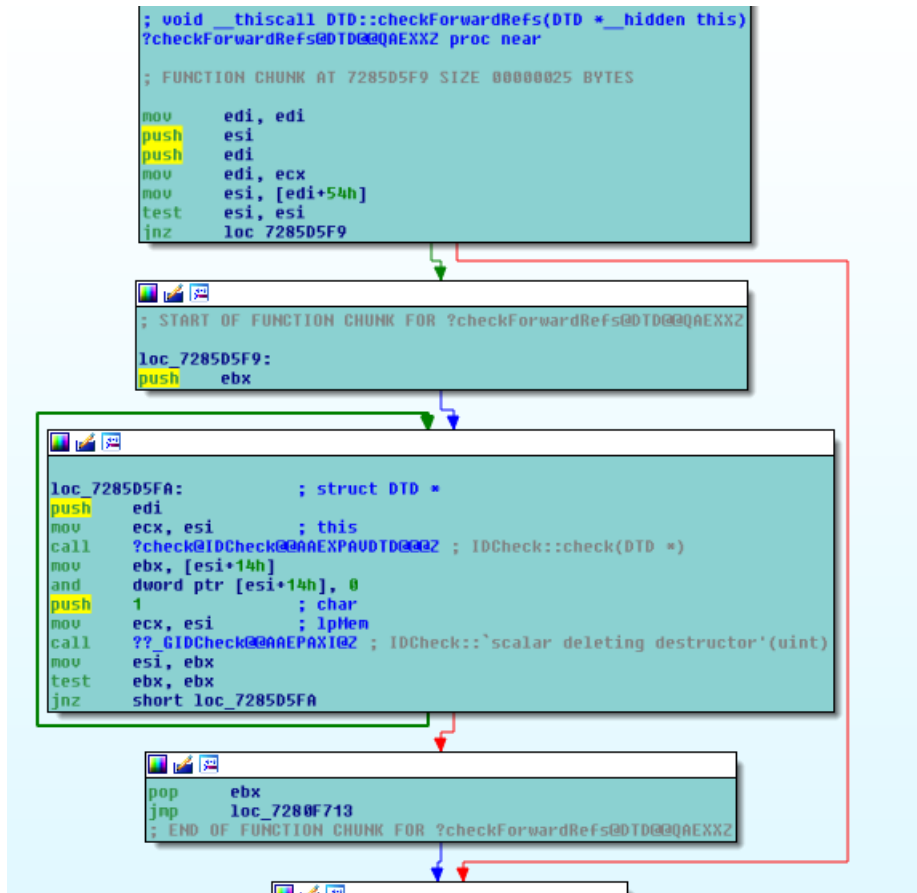 ; void __thiscall DTD::checkForwardRefs(DTD *__hidden this)
?checkForwardRefs@DTD@@QAEXXZ proc near
; FUNCTION CHUNK AT 7285D5F9 SIZE 00000025 BYTES
mov edi, edi
push esi
push edi
mov edi, ecx
mov esi, [edi+54h]
test esi, esi
jnz loc_7285D5F9
; START OF FUNCTION CHUNK FOR ?checkForwardRefs@DTD@@QAEXXZ
loc_7285D5F9:
push ebx
loc_7285D5FA: ; struct DTD *
push edi
mov ecx, esi ; this
call ?check@IDCheck@@AAEXPAVDTD@@@Z ; IDCheck::check(DTD *)
mov ebx, [esi+14h]
and dword ptr [esi+14h], 0
push 1 ; char
mov ecx, esi ; lpMem
call ??_GIDCheck@@AAEPAXI@Z ; IDCheck::`scalar deleting destructor'(uint)
mov esi, ebx
test ebx, ebx
jnz short loc_7285D5FA
pop ebx
jmp loc_7280F713
; END OF FUNCTION CHUNK FOR ?checkForwardRefs@DTD@@QAEXXZ